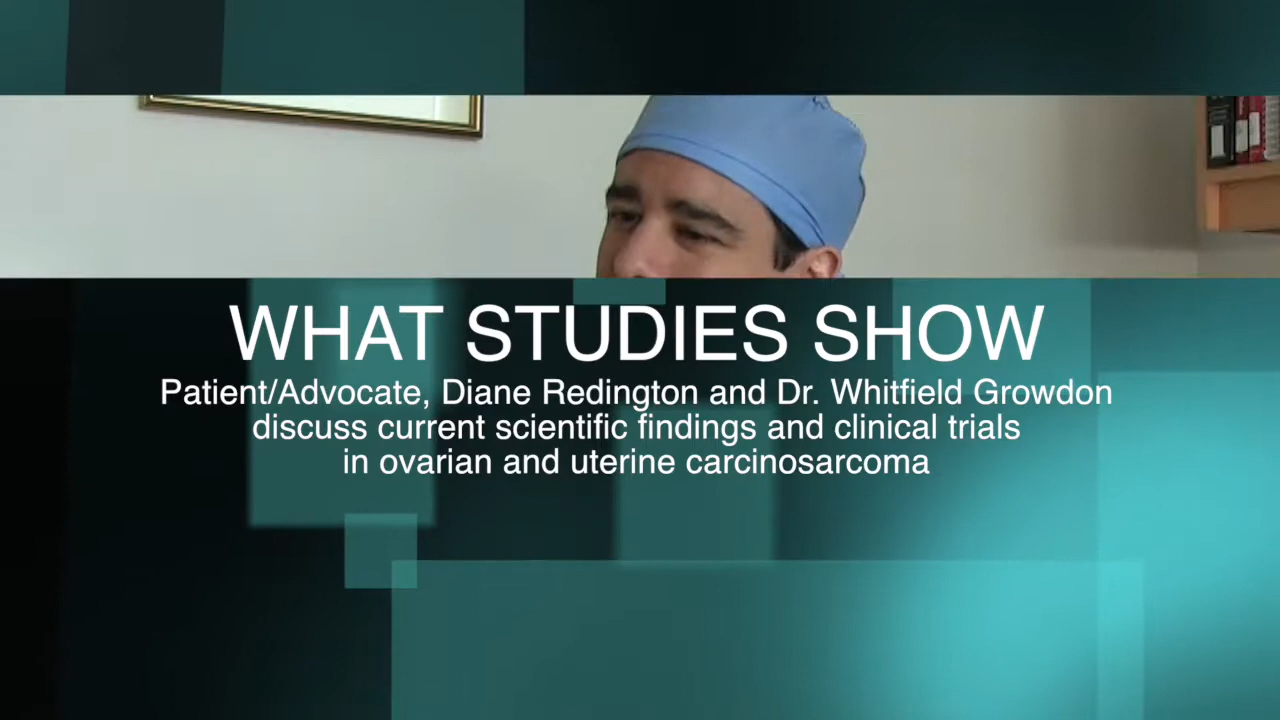 WHAT STUDIES SHOW
Patient/Advocate, Diane Redington and Dr. Whitfield Growdon
discuss current scientific findings and clinical trials
in ovarian and uterine carcinosarcoma